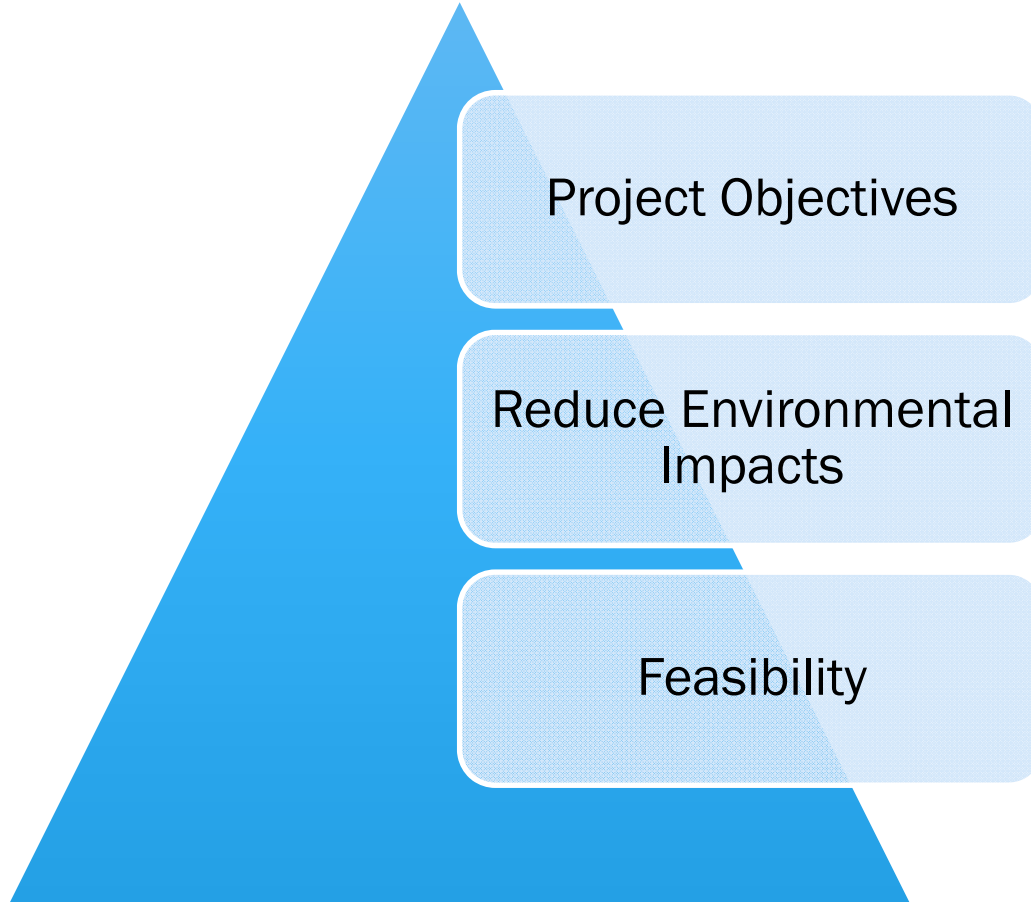 Project Objectives
Reduce Environmental
Impacts
Feasibility